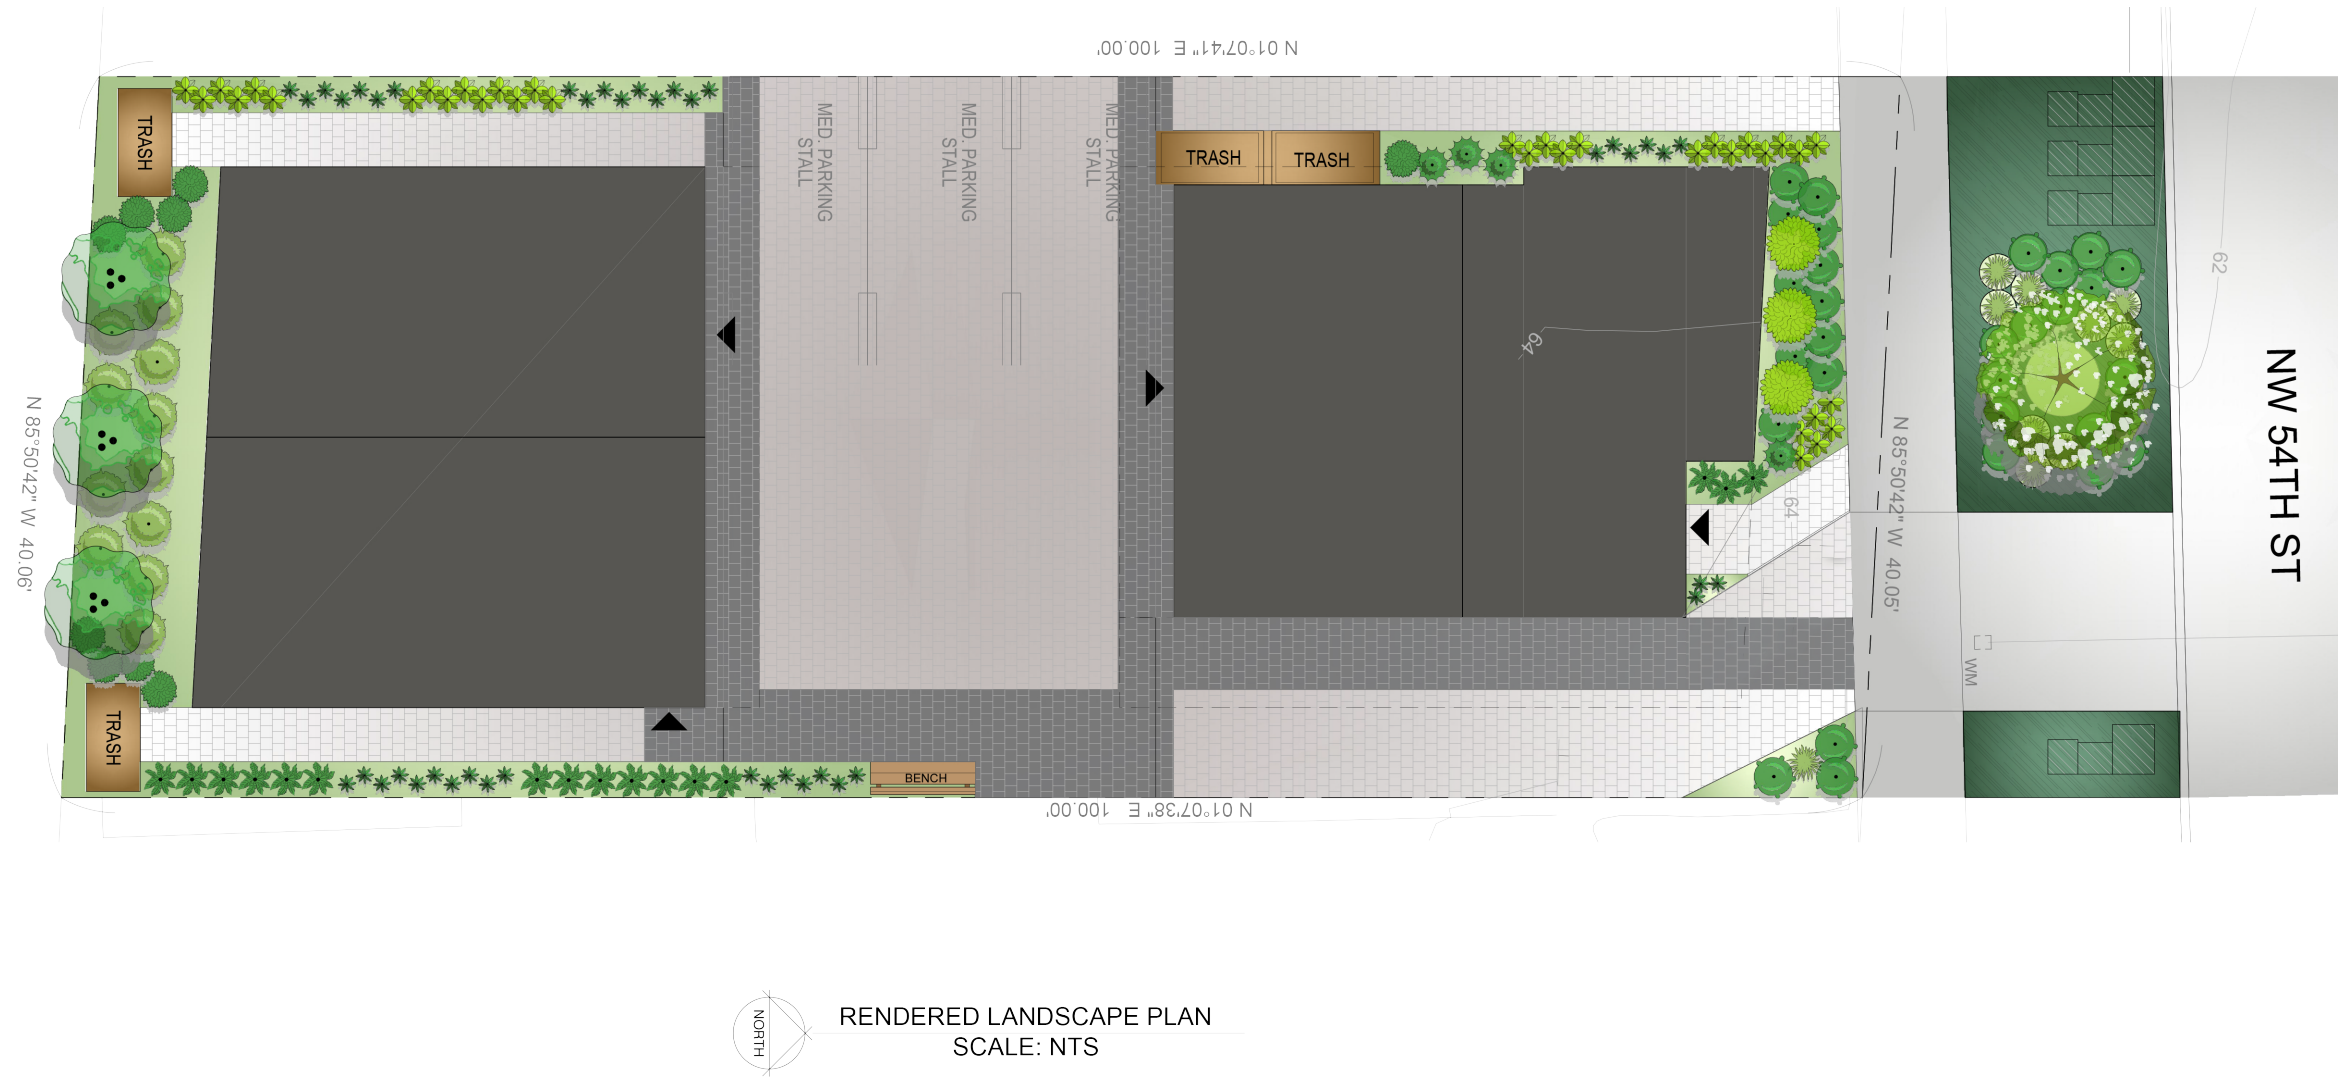 N 01°07'41" E 100.00'
TRASH
MED. PARKING
STALL
MED. PARKING
STALL
MED. PARKING
STALL
TRASH
TRASH
62
64
64
N 85°50'42" W 40.06'
N 85°50'42" W 40.05'
NW 54TH ST
WM
TRASH
BENCH
N 01°07'38" E 100.00'
NORTH
RENDERED LANDSCAPE PLAN
SCALE: NTS